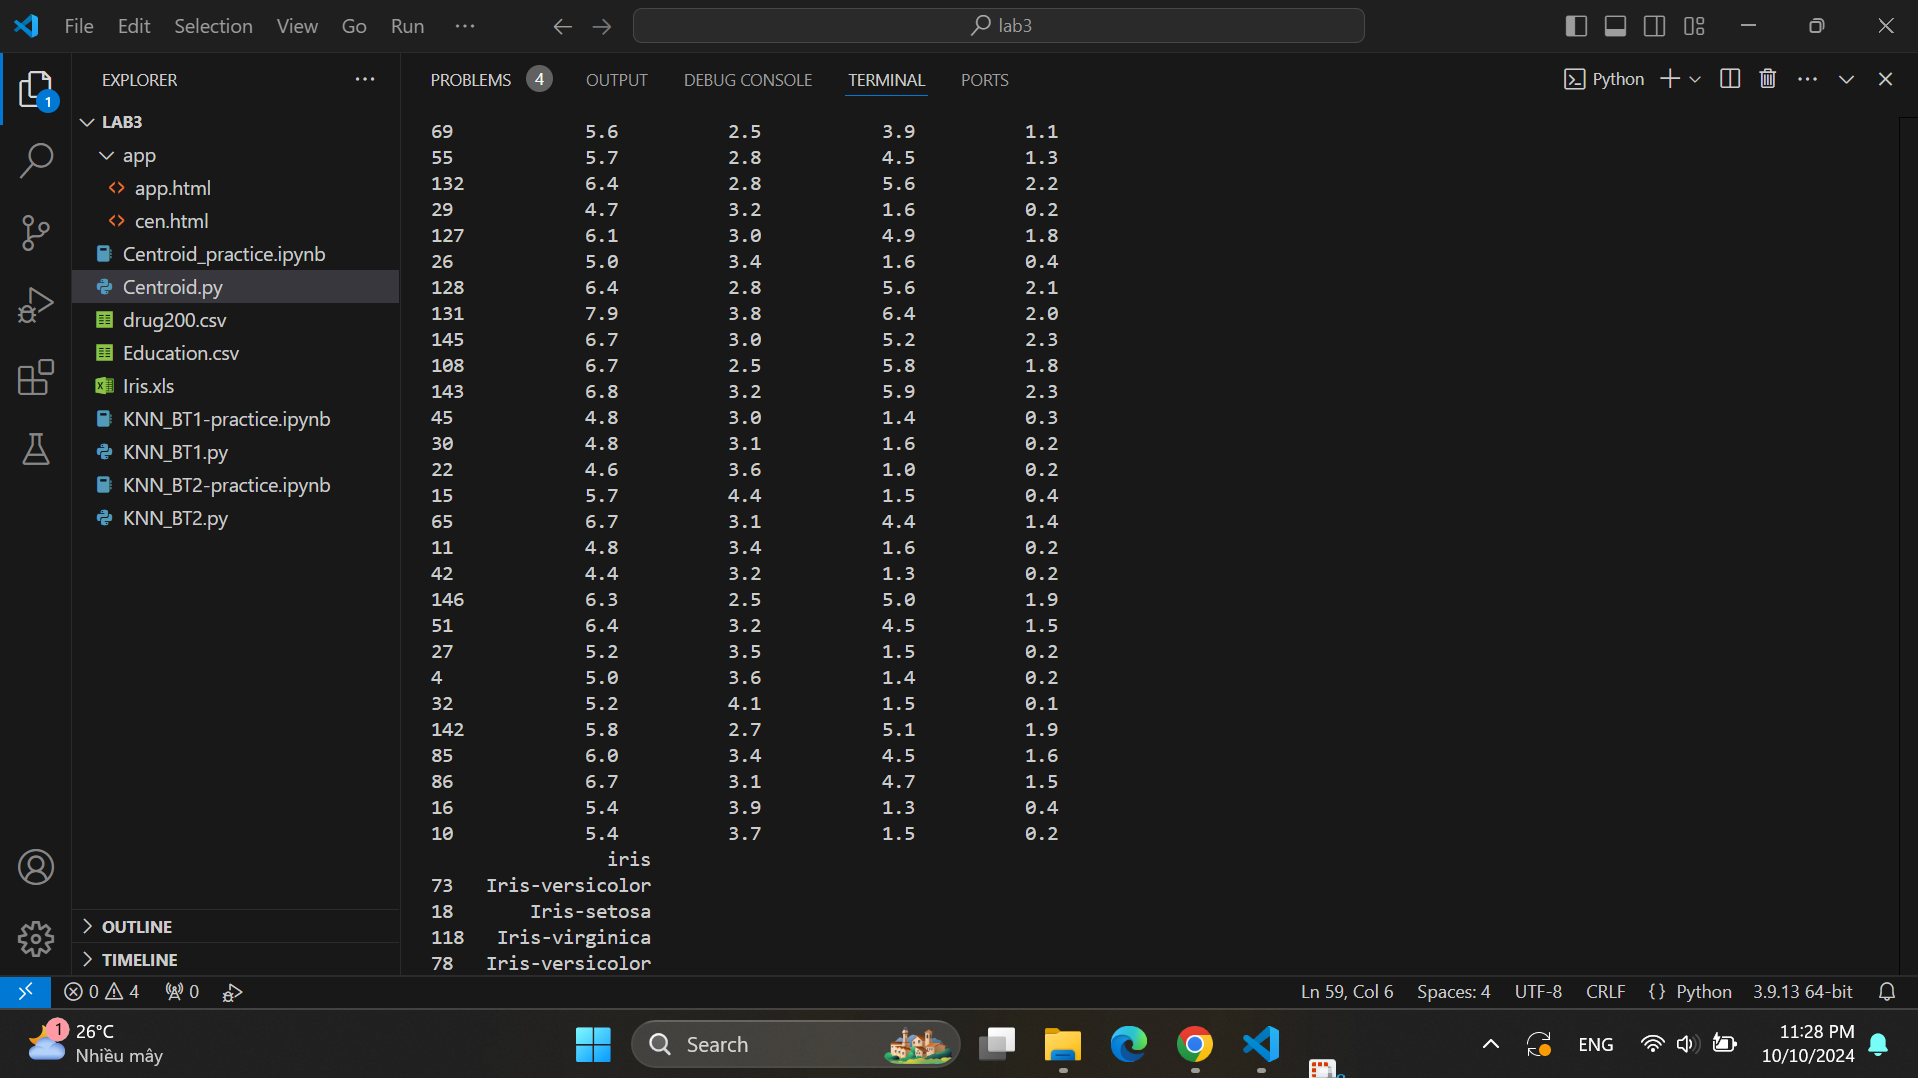 File Edit Selection View Go Run ··· lab3
EXPLORER
PROBLEMS 4 OUTPUT DEBUG CONSOLE TERMINAL PORTS
Python
1
LAB3
app
app.html
cen.html
Centroid_practice.ipynb
Centroid.py
drug200.csv
Education.csv
Iris.xls
KNN_BT1-practice.ipynb
KNN_BT1.py
KNN_BT2-practice.ipynb
KNN_BT2.py
OUTLINE
TIMELINE
69 5.6 2.5 3.9 1.1
55 5.7 2.8 4.5 1.3
132 6.4 2.8 5.6 2.2
29 4.7 3.2 1.6 0.2
127 6.1 3.0 4.9 1.8
26 5.0 3.4 1.6 0.4
128 6.4 2.8 5.6 2.1
131 7.9 3.8 6.4 2.0
145 6.7 3.0 5.2 2.3
108 6.7 2.5 5.8 1.8
143 6.8 3.2 5.9 2.3
45 4.8 3.0 1.4 0.3
30 4.8 3.1 1.6 0.2
22 4.6 3.6 1.0 0.2
15 5.7 4.4 1.5 0.4
65 6.7 3.1 4.4 1.4
11 4.8 3.4 1.6 0.2
42 4.4 3.2 1.3 0.2
146 6.3 2.5 5.0 1.9
51 6.4 3.2 4.5 1.5
27 5.2 3.5 1.5 0.2
4 5.0 3.6 1.4 0.2
32 5.2 4.1 1.5 0.1
142 5.8 2.7 5.1 1.9
85 6.0 3.4 4.5 1.6
86 6.7 3.1 4.7 1.5
16 5.4 3.9 1.3 0.4
10 5.4 3.7 1.5 0.2
iris
73 Iris-versicolor
18 Iris-setosa
118 Iris-virginica
78 Iris-versicolor
0 4 0 Ln 59, Col 6 Spaces: 4 UTF-8 CRLF {} Python 3.9.13 64-bit
1
26°C
Nhiều mây
Search
ENG
11:28 PM
10/10/2024